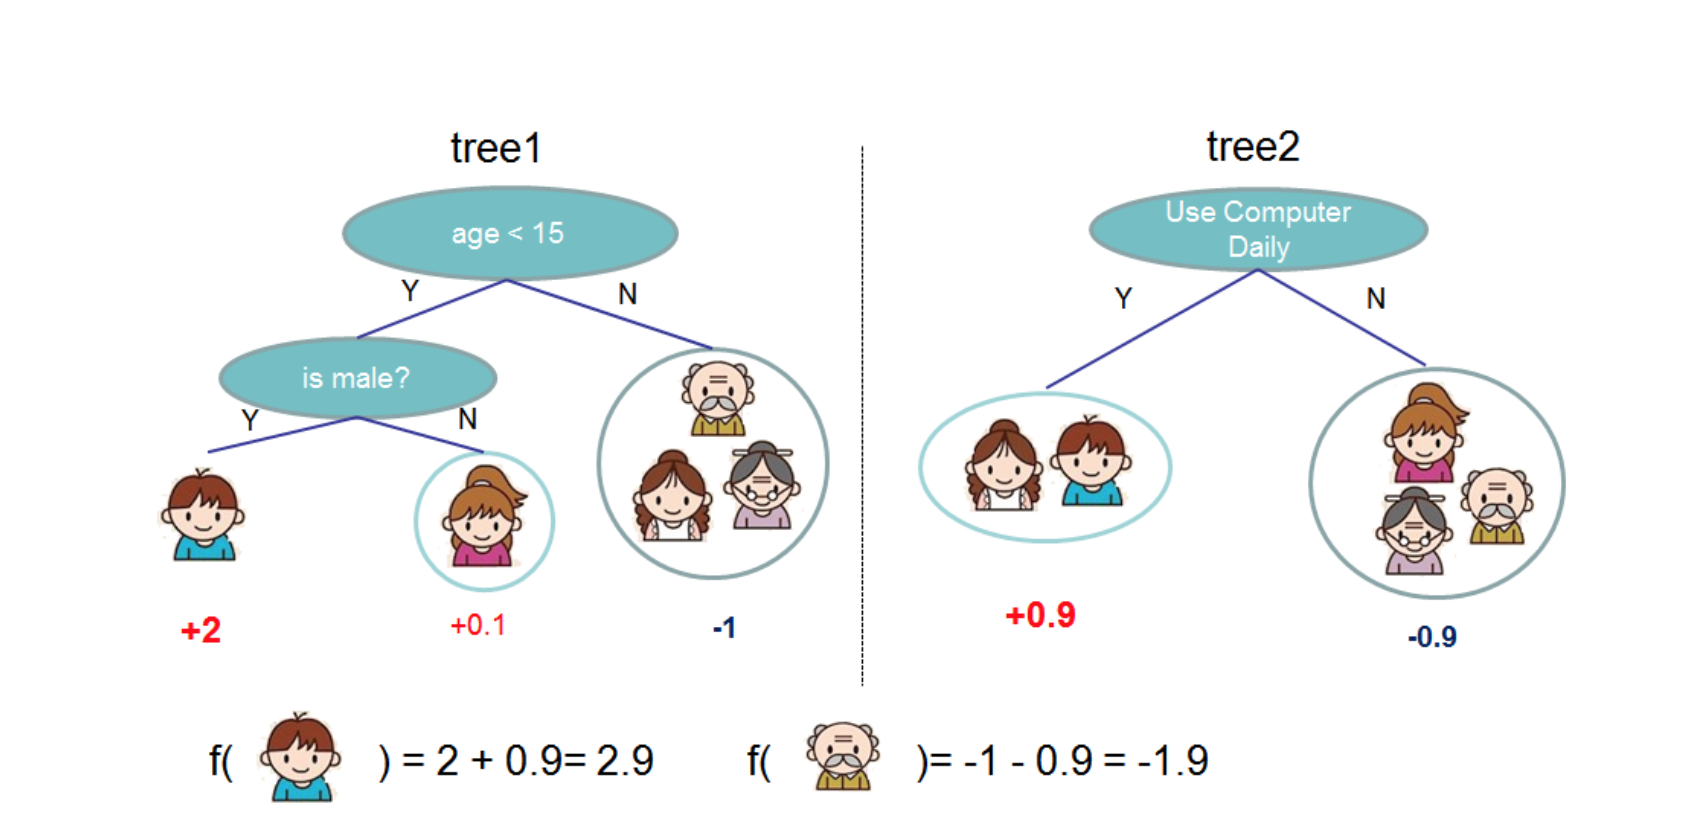 tree1
age < 15
Y
N
is male?
Y
N
+2
+0.1
-1
tree2
Use Computer
Daily
Y
N
+0.9
-0.9
f( ) = 2 + 0.9= 2.9
f( )= -1 - 0.9 = -1.9